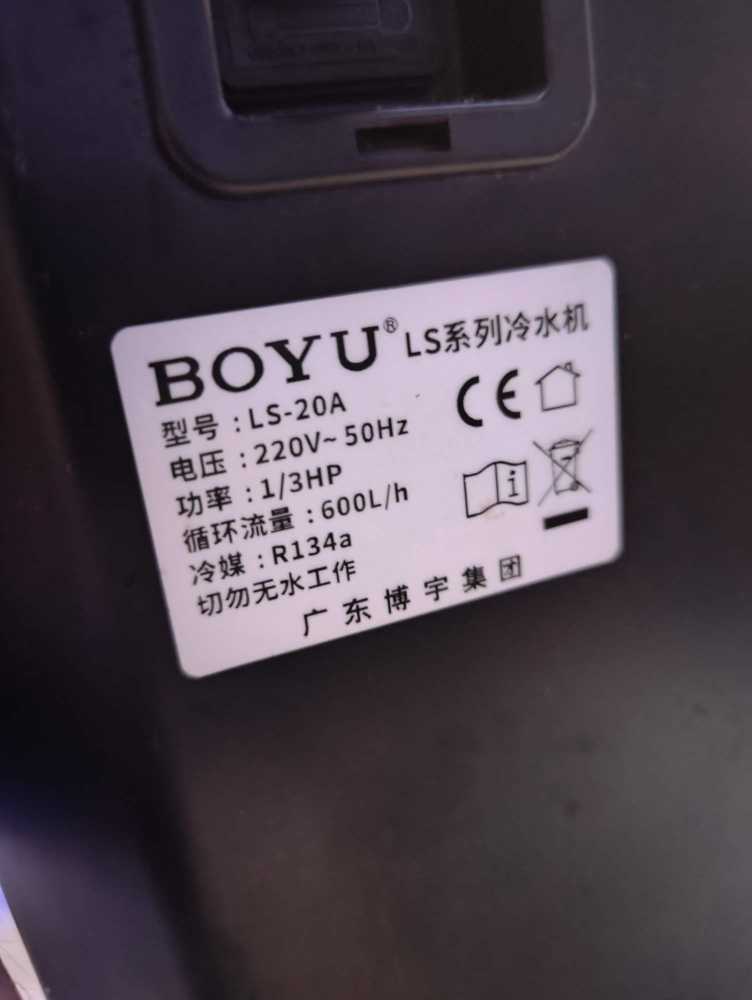 BOYU® LS系列冷水机
型号：LS-20A
电压：220V~50Hz
功率：1/3HP
循环流量：600L/h
冷媒：R134a
切勿无水工作
广东博宇集团